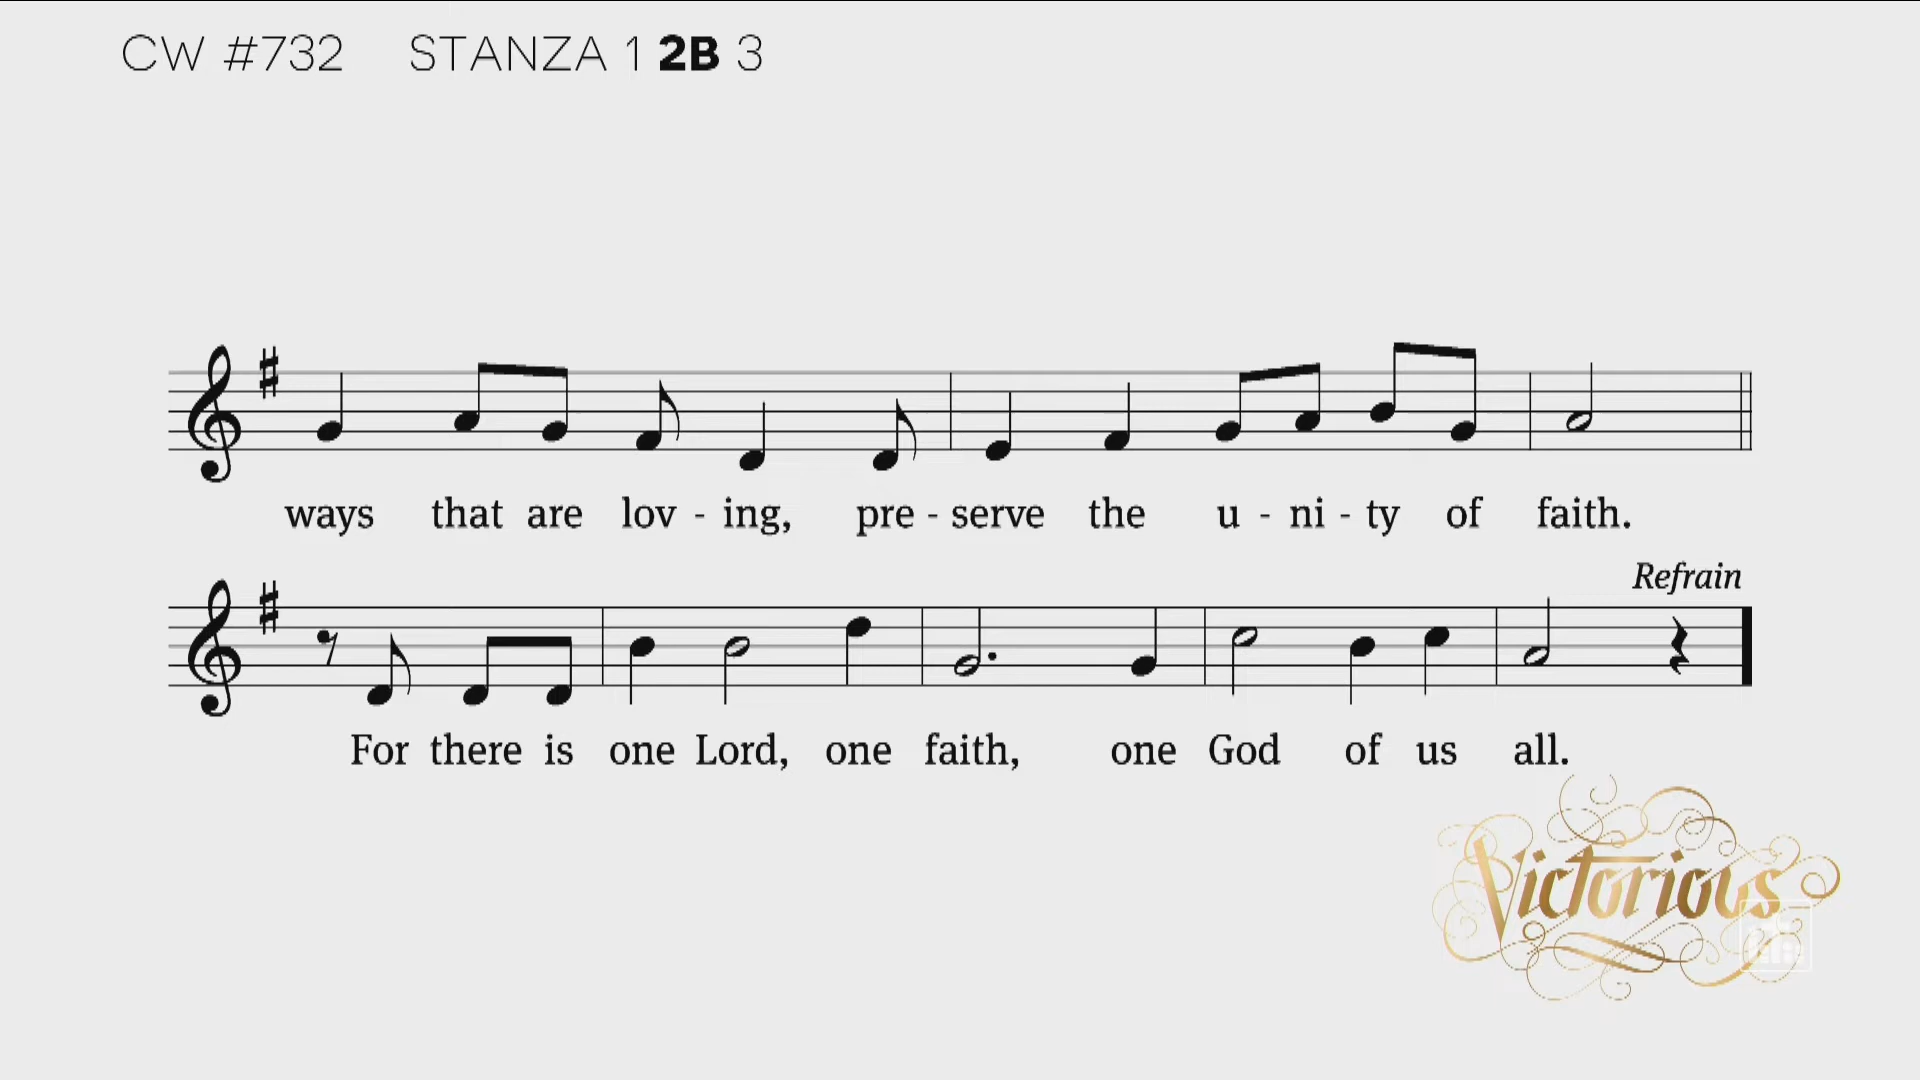 CW #732 STANZA 1 2B 3
ways that are lov - ing, pre - serve the u - ni - ty of faith.
Refrain
For there is one Lord, one faith, one God of us all.
Victorious